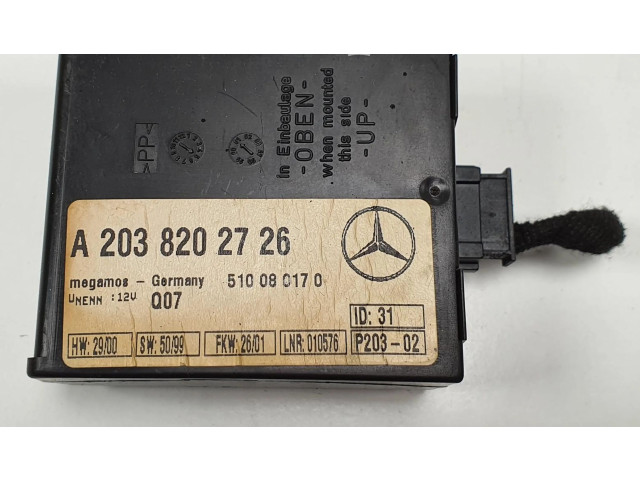 >PP<
in Einbaulage
-OBEN-
when mounted
this side
-UP-
A 203 820 27 26
megamos - Germany 510 08 017 0
UNENN :12V Q07
ID: 31
HW: 29/00 SW: 50/99 FKW: 26/01 LNR: 010576 P203-02